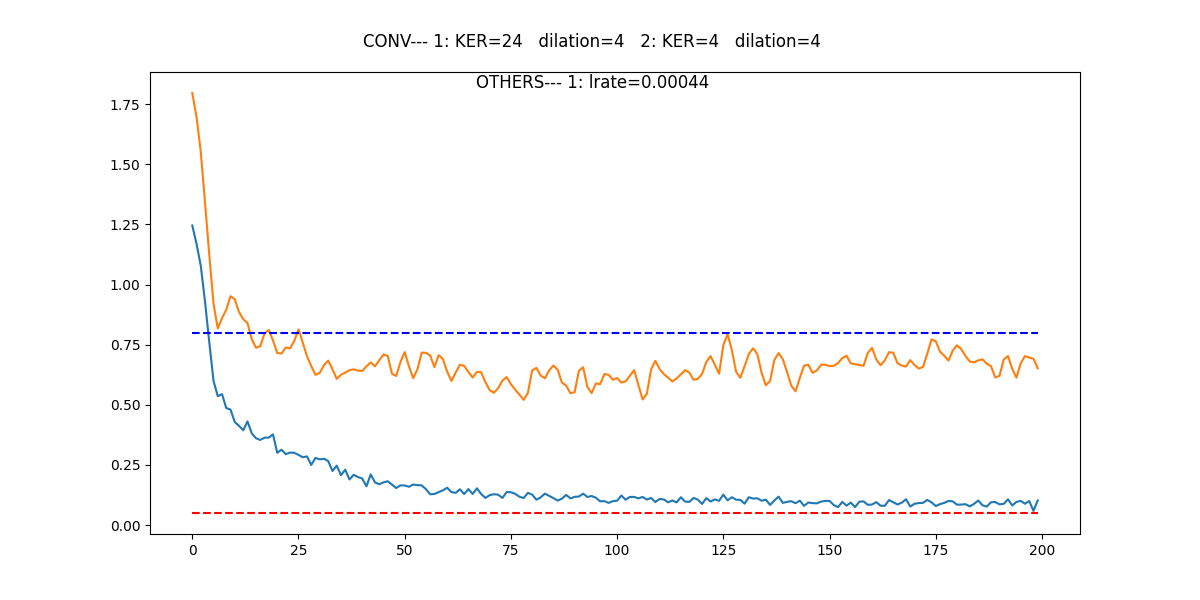 CONV--- 1: KER=24   dilation=4   2: KER=4   dilation=4
OTHERS--- 1: lrate=0.00044
1.75
1.50
1.25
1.00
0.75
0.50
0.25
0.00
0 25 50 75 100 125 150 175 200